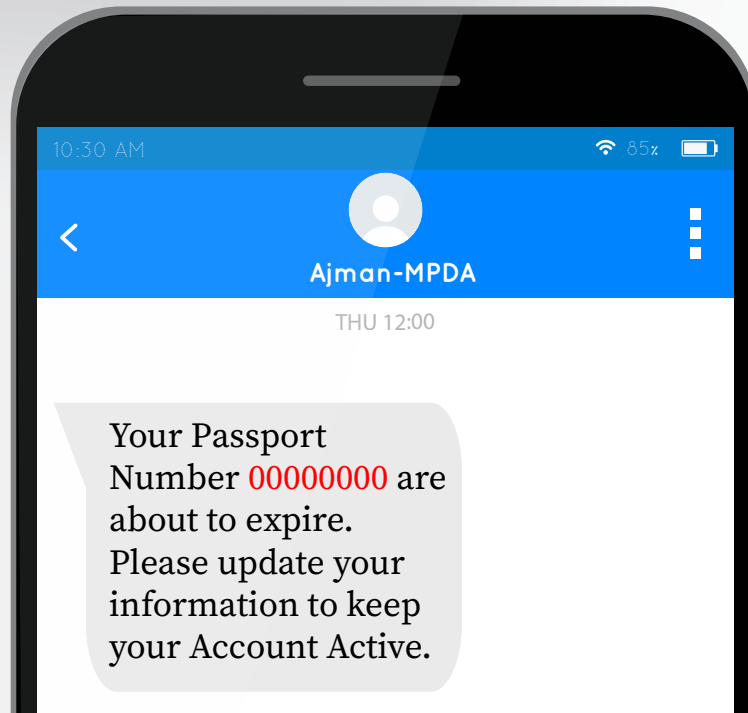 10:30 AM 85%
Ajman-MPDA
THU 12:00
Your Passport
Number 00000000 are
about to expire.
Please update your
information to keep
your Account Active.